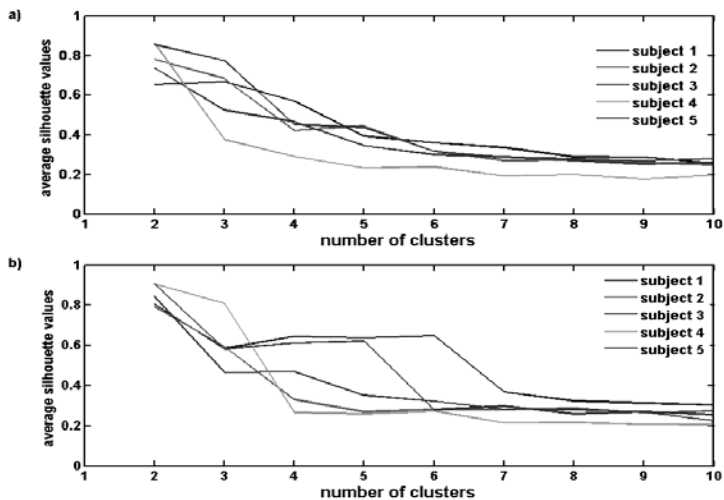 a)
1
0.8
0.6
0.4
0.2
0
average silhouette values
subject 1
subject 2
subject 3
subject 4
subject 5
1 2 3 4 5 6 7 8 9 10
number of clusters
b)
1
0.8
0.6
0.4
0.2
0
average silhouette values
subject 1
subject 2
subject 3
subject 4
subject 5
1 2 3 4 5 6 7 8 9 10
number of clusters